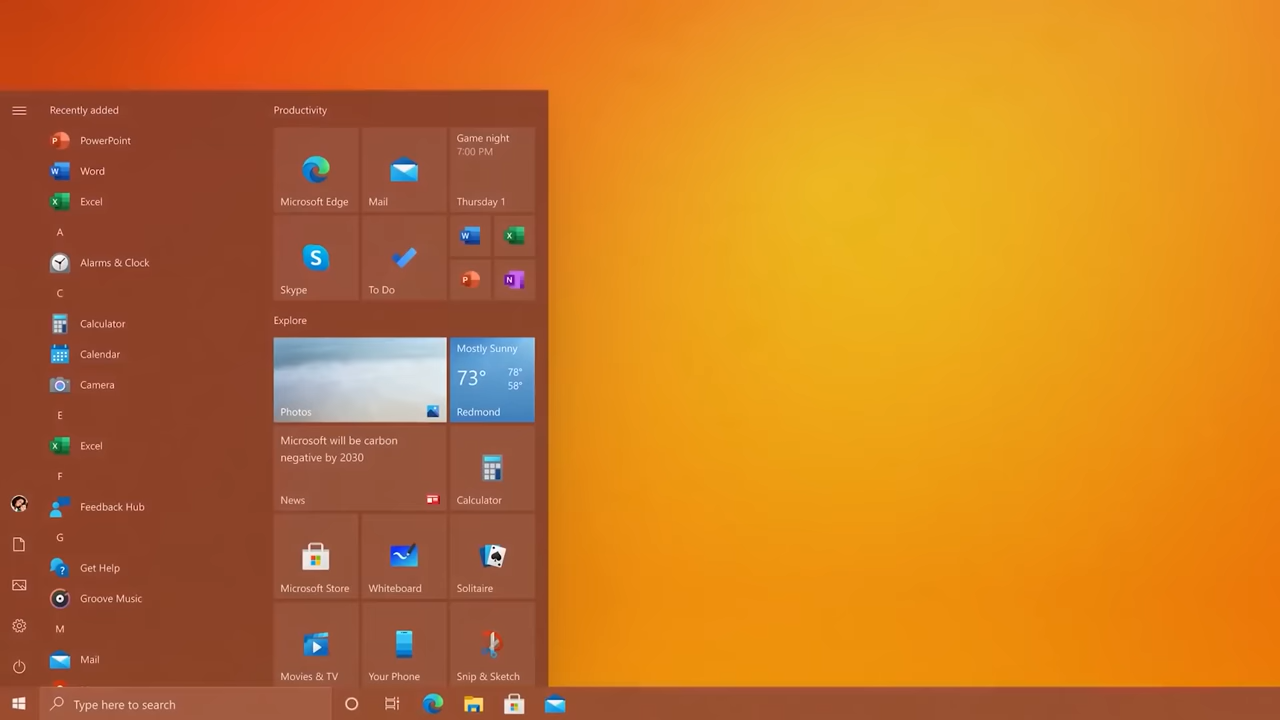 Recently added
PowerPoint
Word
Excel
A
Alarms & Clock
C
Calculator
Calendar
Camera
E
Excel
F
Feedback Hub
G
Get Help
Groove Music
M
Mail
Productivity
Microsoft Edge
Mail
Game night
7:00 PM
Thursday 1
Skype
To Do
Explore
Photos
Mostly Sunny
73°
78°
58°
Redmond
Microsoft will be carbon
negative by 2030
News
Calculator
Microsoft Store
Whiteboard
Solitaire
Movies & TV
Your Phone
Snip & Sketch
Type here to search